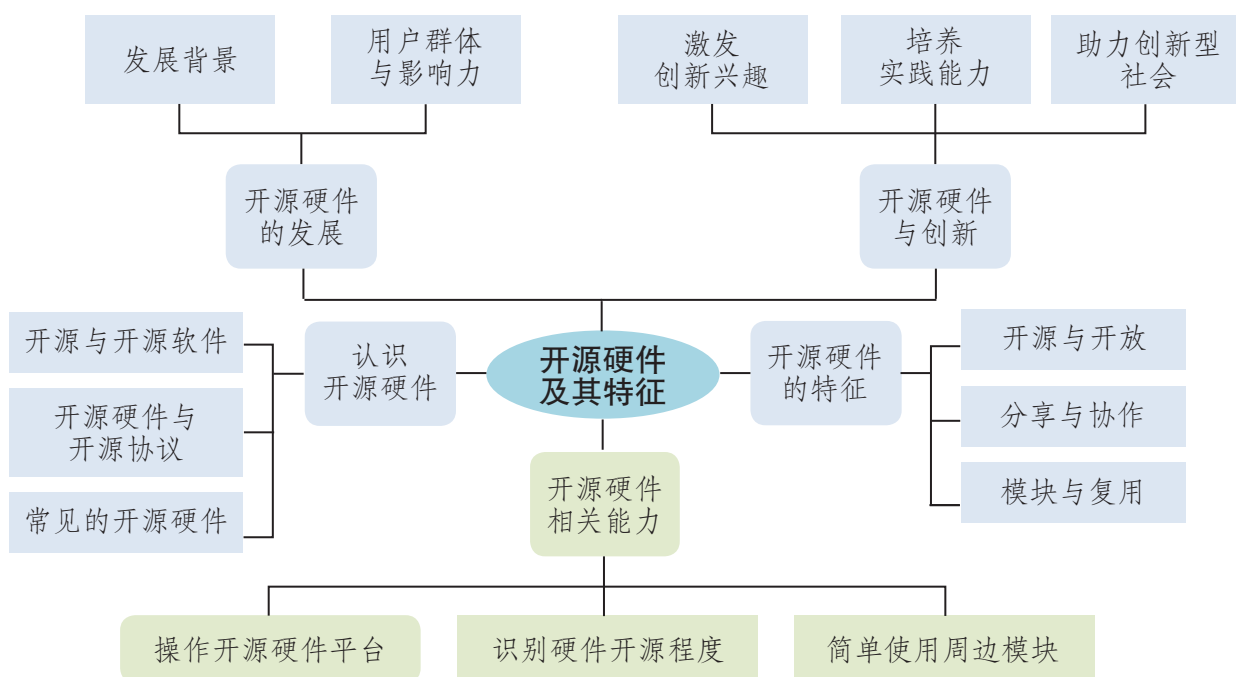 发展背景
用户群体
与影响力
激发
创新兴趣
培养
实践能力
助力创新型
社会
开源硬件
的发展
开源硬件
与创新
开源与开源软件
开源硬件与
开源协议
常见的开源硬件
认识
开源硬件
开源硬件
及其特征
开源硬件
的特征
开源与开放
分享与协作
模块与复用
开源硬件
相关能力
操作开源硬件平台
识别硬件开源程度
简单使用周边模块